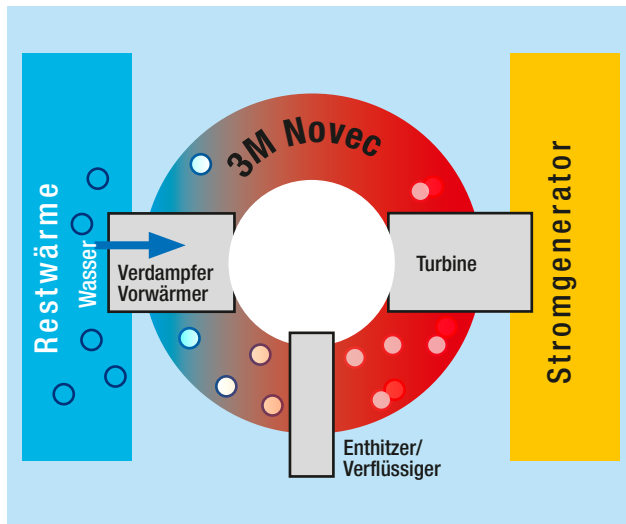 3M Novec
Restwärme
Wasser
Verdampfer
Vorwärmer
Turbine
Stromgenerator
Enthitzer/
Verflüssiger